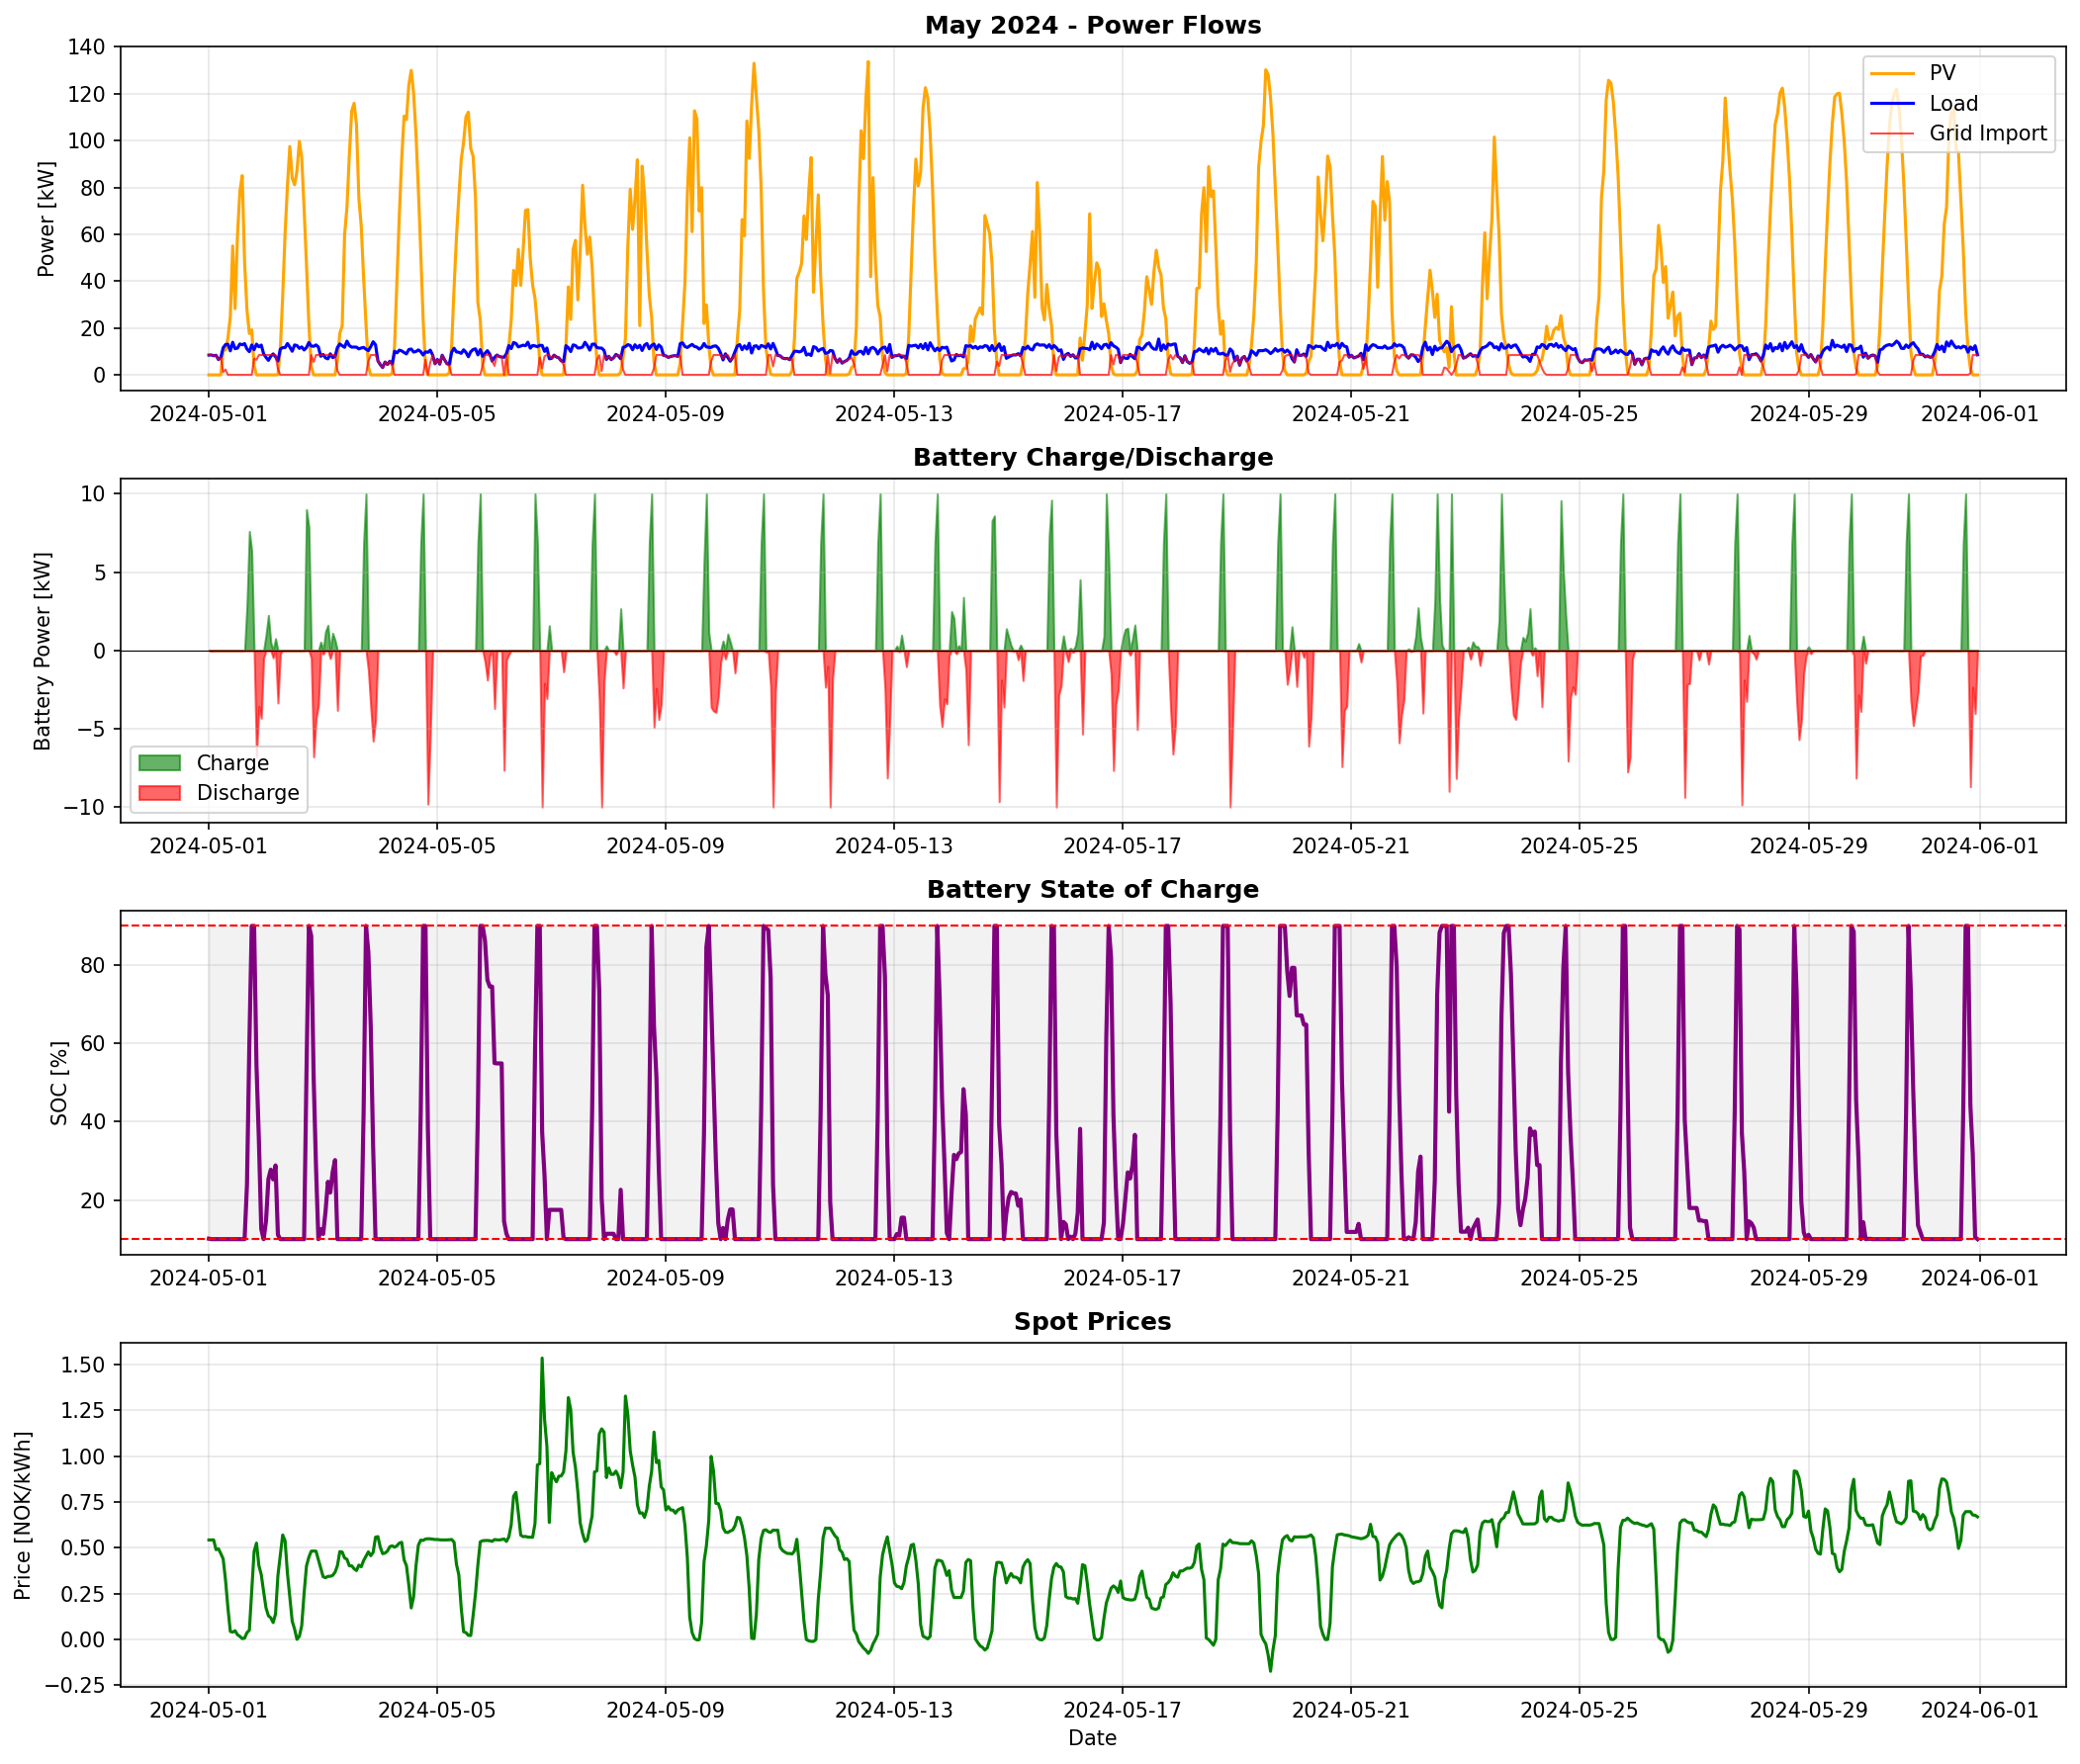 May 2024 - Power Flows
Power [kW]
140
120
100
80
60
40
20
0
PV
Load
Grid Import
2024-05-01 2024-05-05 2024-05-09 2024-05-13 2024-05-17 2024-05-21 2024-05-25 2024-05-29 2024-06-01
Battery Charge/Discharge
Battery Power [kW]
10
5
0
−5
−10
Charge
Discharge
2024-05-01 2024-05-05 2024-05-09 2024-05-13 2024-05-17 2024-05-21 2024-05-25 2024-05-29 2024-06-01
Battery State of Charge
SOC [%]
80
60
40
20
2024-05-01 2024-05-05 2024-05-09 2024-05-13 2024-05-17 2024-05-21 2024-05-25 2024-05-29 2024-06-01
Spot Prices
Price [NOK/kWh]
1.50
1.25
1.00
0.75
0.50
0.25
0.00
−0.25
2024-05-01 2024-05-05 2024-05-09 2024-05-13 2024-05-17 2024-05-21 2024-05-25 2024-05-29 2024-06-01
Date